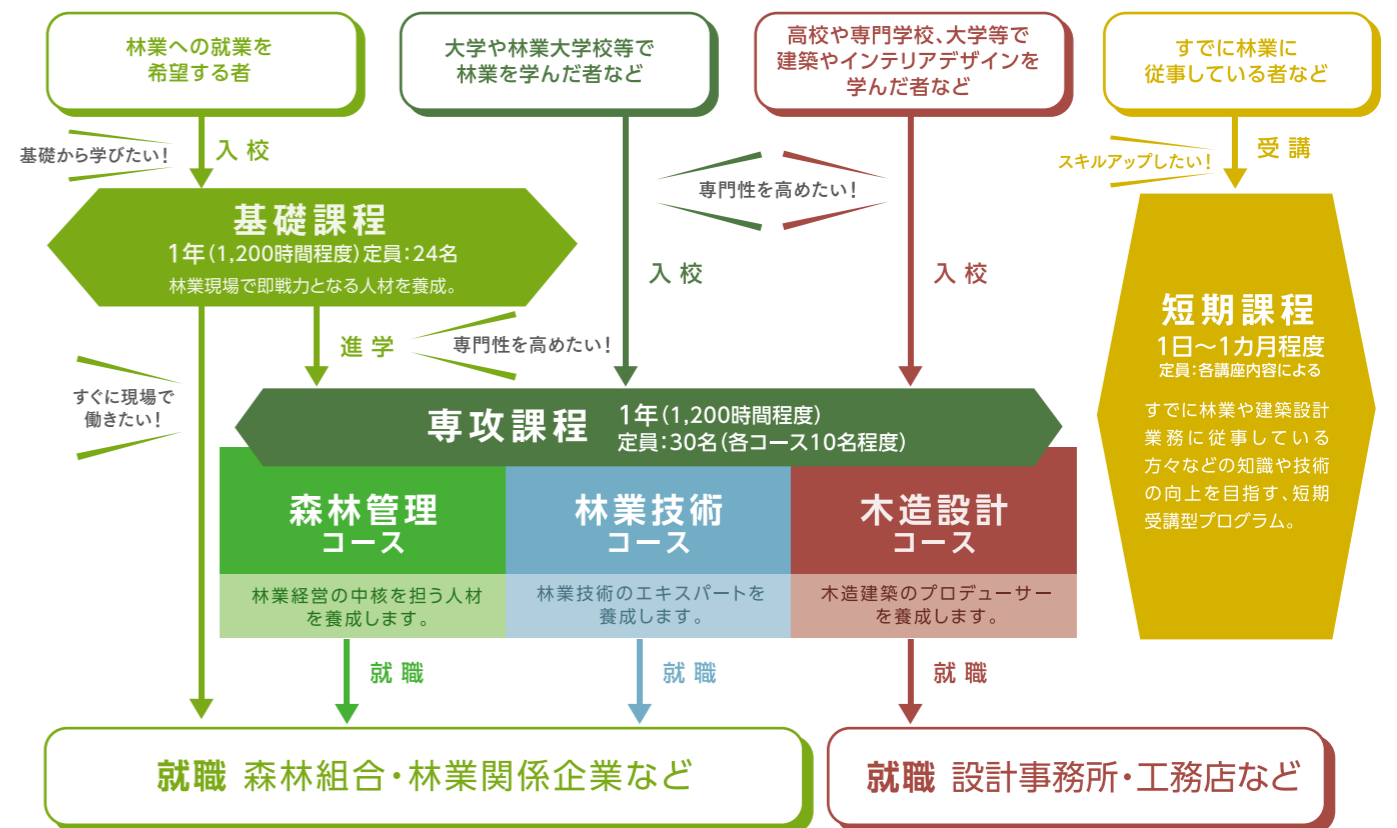 林業への就業を
希望する者
大学や林業大学校等で
林業を学んだ者など
高校や専門学校、大学等で
建築やインテリアデザインを
学んだ者など
すでに林業に
従事している者など
基礎から学びたい!
入校
専門性を高めたい!
スキルアップしたい!
受講
基礎課程
1年(1,200時間程度)定員:24名
林業現場で即戦力となる人材を養成。
入校
入校
進学
専門性を高めたい!
すぐに現場で
働きたい!
専攻課程
1年(1,200時間程度)
定員:30名(各コース10名程度)
森林管理
コース
林業経営の中核を担う人材
を養成します。
林業技術
コース
林業技術のエキスパートを
養成します。
木造設計
コース
木造建築のプロデューサー
を養成します。
短期課程
1日〜1カ月程度
定員:各講座内容による
すでに林業や建築設計
業務に従事している
方々などの知識や技術
の向上を目指す、短期
受講型プログラム。
就職
就職
就職
就職 森林組合・林業関係企業など
就職 設計事務所・工務店など